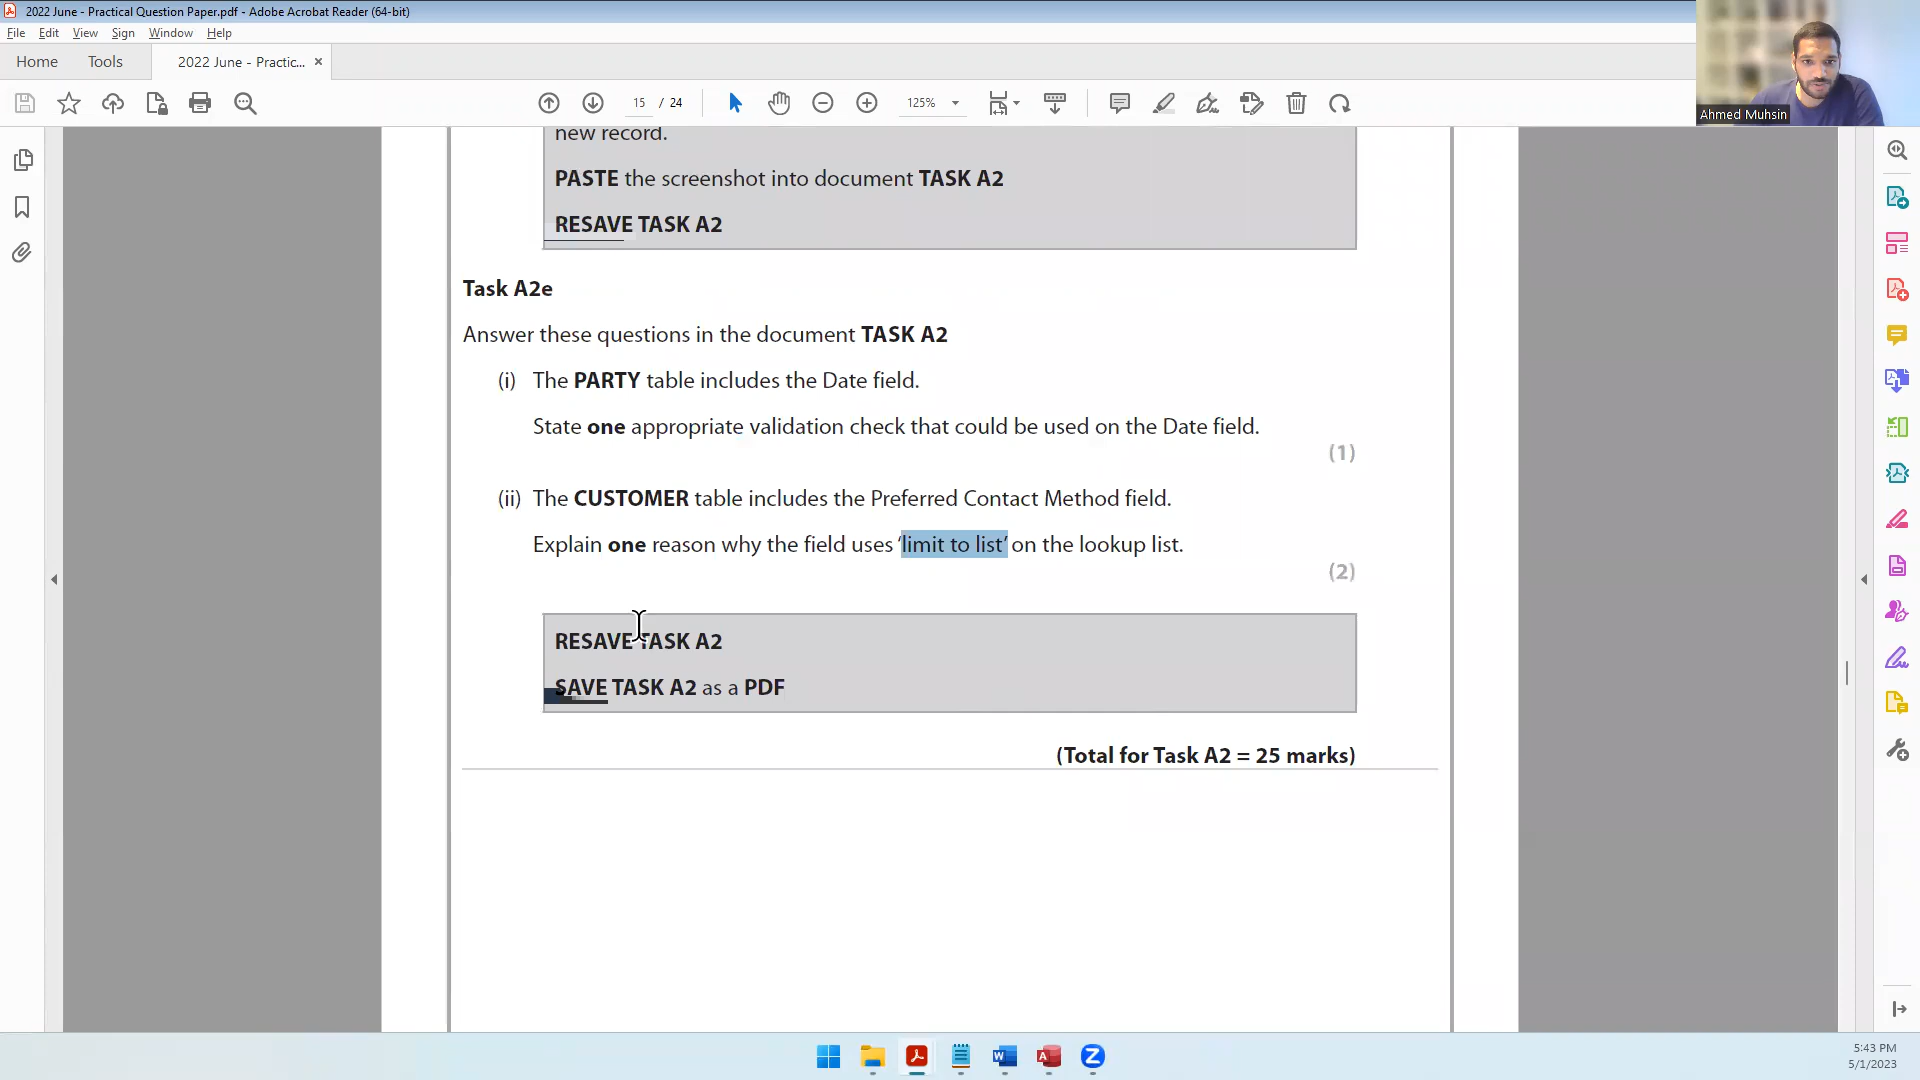 2022 June - Practical Question Paper.pdf - Adobe Acrobat Reader (64-bit)
File Edit View Sign Window Help
Home Tools 2022 June - Practic... ×
15 / 24 125%
Ahmed Muhsin
new record.
PASTE the screenshot into document TASK A2
RESAVE TASK A2
Task A2e
Answer these questions in the document TASK A2
(i) The PARTY table includes the Date field.
State one appropriate validation check that could be used on the Date field.
(1)
(ii) The CUSTOMER table includes the Preferred Contact Method field.
Explain one reason why the field uses ‘limit to list’ on the lookup list.
(2)
RESAVE TASK A2
SAVE TASK A2 as a PDF
(Total for Task A2 = 25 marks)
5:43 PM
5/1/2023